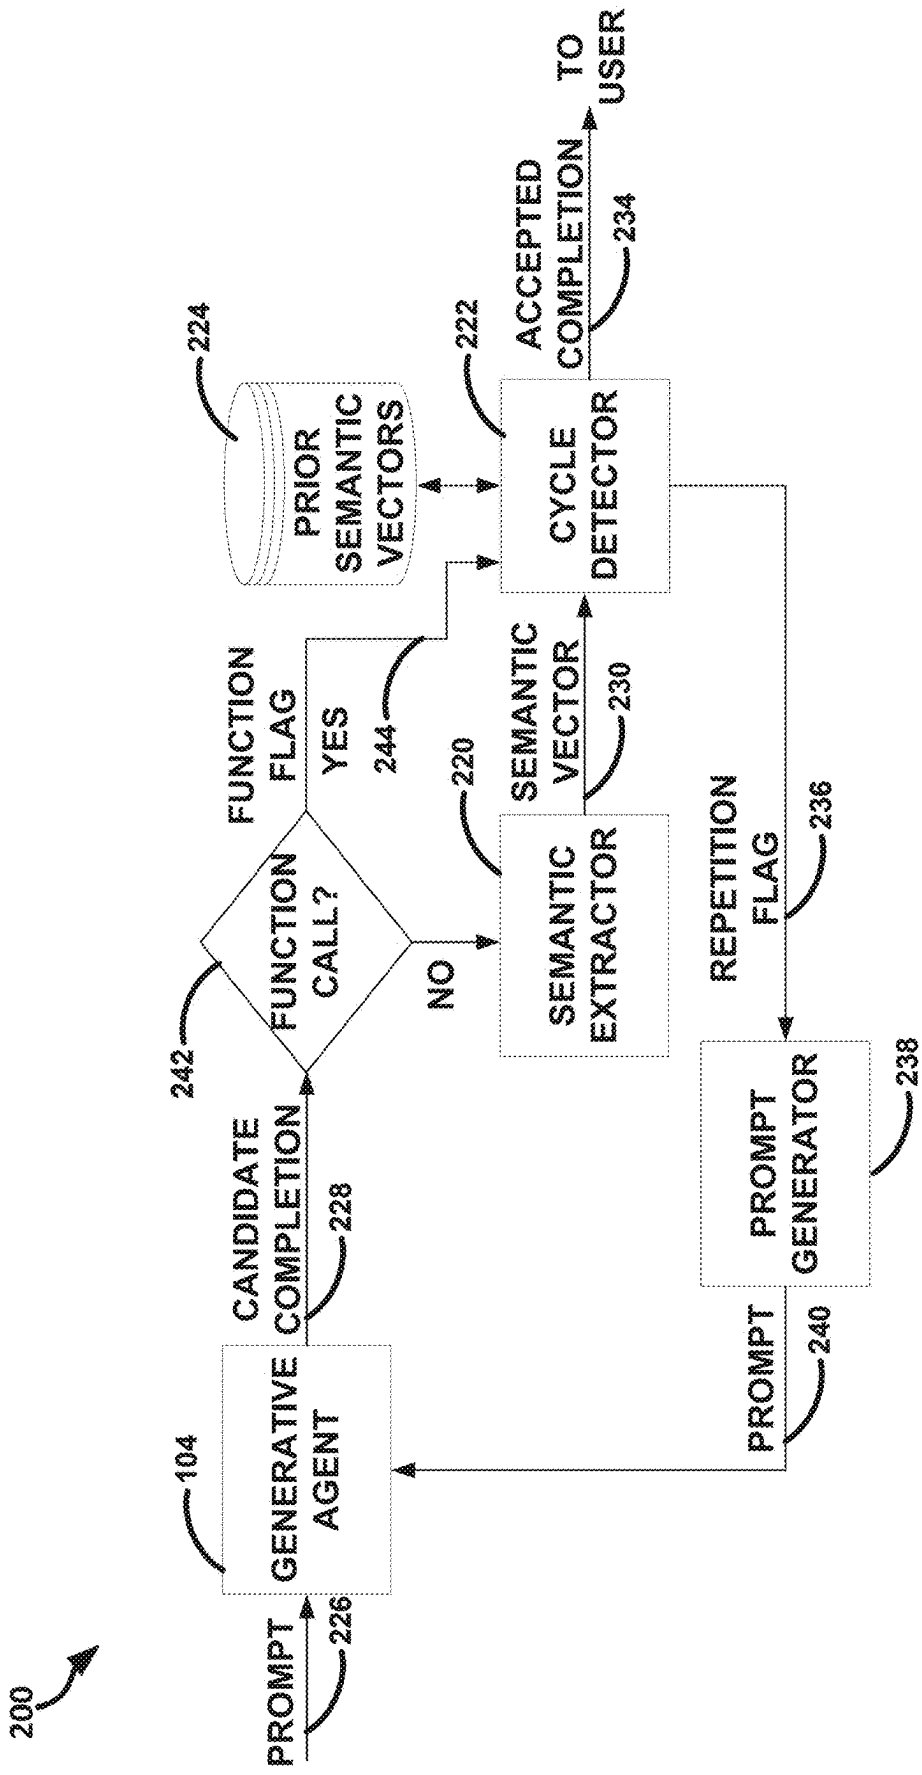 200
PROMPT
226
104
GENERATIVE
AGENT
CANDIDATE
COMPLETION
228
242
FUNCTION
CALL?
FUNCTION
FLAG
YES
244
NO
220
SEMANTIC
EXTRACTOR
SEMANTIC
VECTOR
230
224
PRIOR
SEMANTIC
VECTORS
222
CYCLE
DETECTOR
ACCEPTED
COMPLETION
234
TO
USER
REPETITION
FLAG
236
PROMPT
GENERATOR
238
PROMPT
240